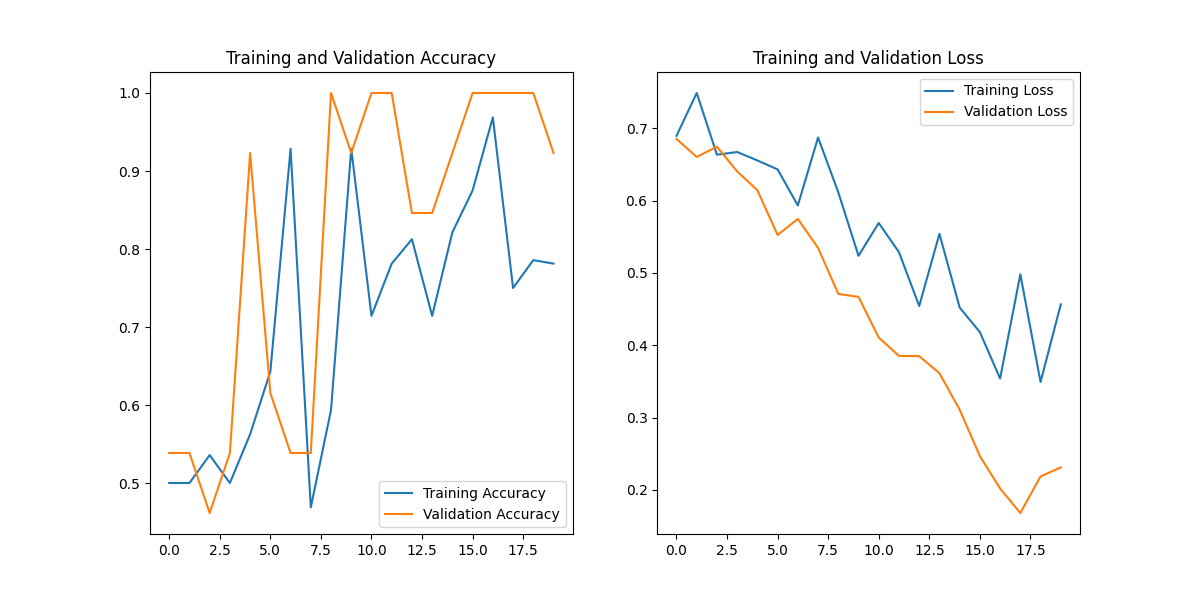 Training and Validation Accuracy
1.0
0.9
0.8
0.7
0.6
0.5
Training Accuracy
Validation Accuracy
0.0 2.5 5.0 7.5 10.0 12.5 15.0 17.5
Training and Validation Loss
Training Loss
Validation Loss
0.7
0.6
0.5
0.4
0.3
0.2
0.0 2.5 5.0 7.5 10.0 12.5 15.0 17.5